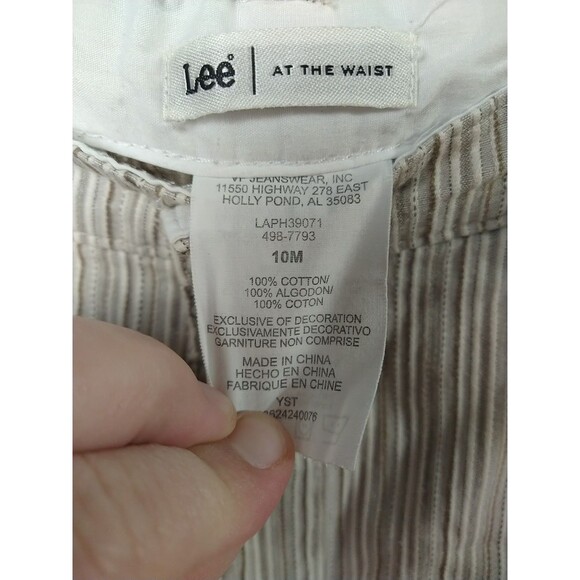 Lee® | AT THE WAIST
VF JEANSWEAR, INC
11550 HIGHWAY 278 EAST
HOLLY POND, AL 35083
LAPH39071
498-7793
10M
100% COTTON/
100% ALGODON/
100% COTON
EXCLUSIVE OF DECORATION
EXCLUSIVAMENTE DECORATIVO
GARNITURE NON COMPRISE
MADE IN CHINA
HECHO EN CHINA
FABRIQUE EN CHINE
YST